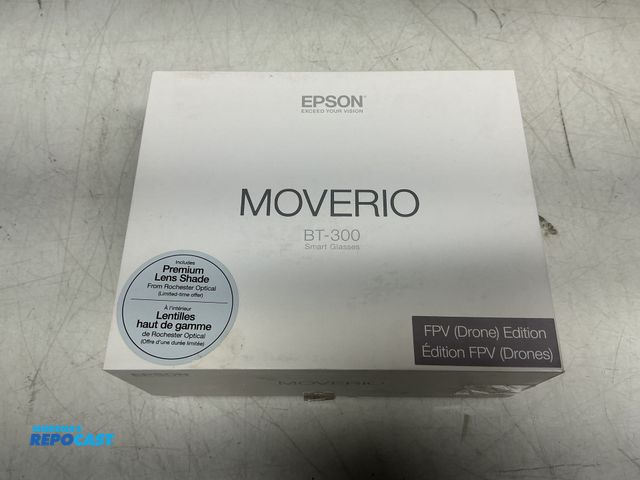 EPSON
EXCEED YOUR VISION
MOVERIO
BT-300
Smart Glasses
Includes
Premium
Lens Shade
From Rochester Optical
(Limited-time offer)
À l'intérieur
Lentilles
haut de gamme
de Rochester Optical
(Offre d'une durée limitée)
FPV (Drone) Edition
Édition FPV (Drones)
EPSON
MOVERIO
REPOCAST